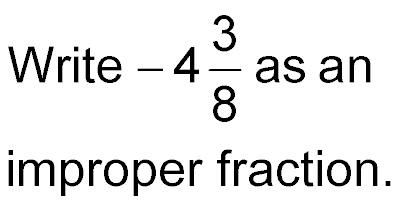 Write – 4 3/8 as an
improper fraction.